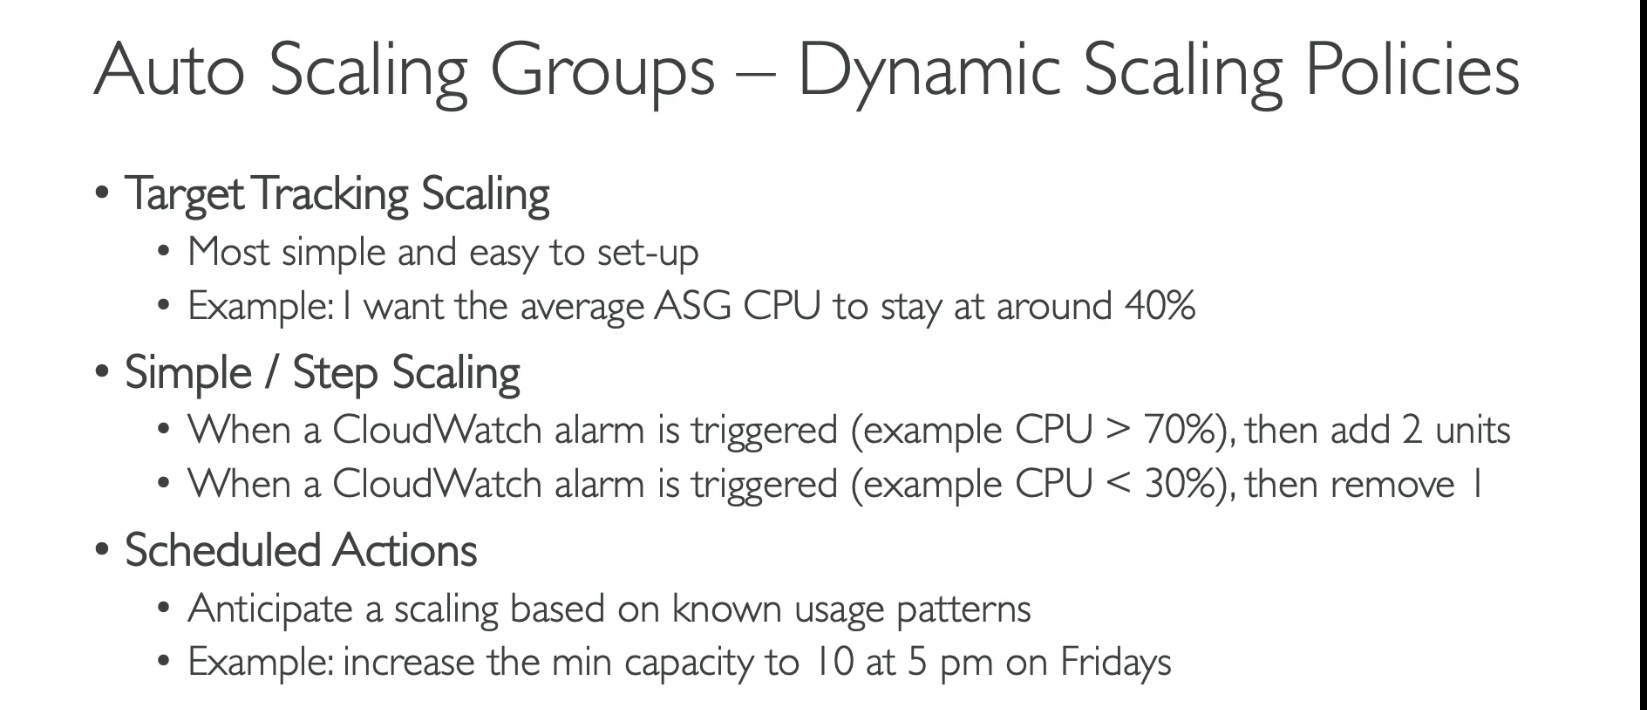 Auto Scaling Groups – Dynamic Scaling Policies
• Target Tracking Scaling
• Most simple and easy to set-up
• Example: I want the average ASG CPU to stay at around 40%
• Simple / Step Scaling
• When a CloudWatch alarm is triggered (example CPU > 70%), then add 2 units
• When a CloudWatch alarm is triggered (example CPU < 30%), then remove 1
• Scheduled Actions
• Anticipate a scaling based on known usage patterns
• Example: increase the min capacity to 10 at 5 pm on Fridays